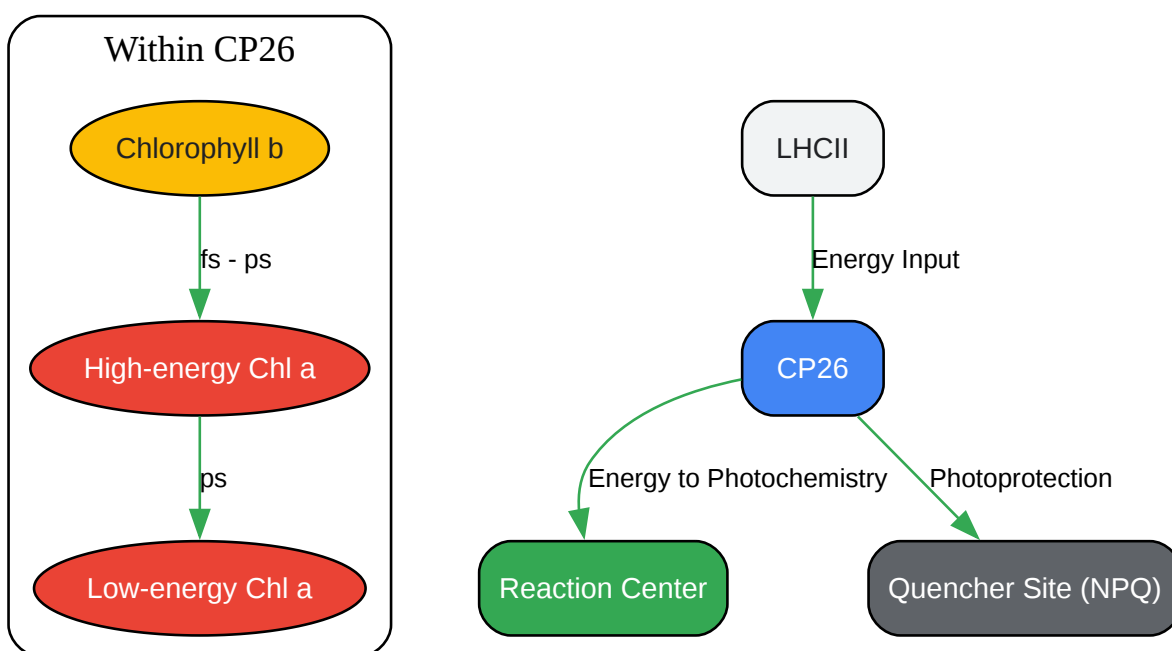 Within CP26
Chlorophyll b
fs - ps
High-energy Chl a
ps
Low-energy Chl a
LHCII
Energy Input
CP26
Energy to Photochemistry
Photoprotection
Reaction Center
Quencher Site (NPQ)